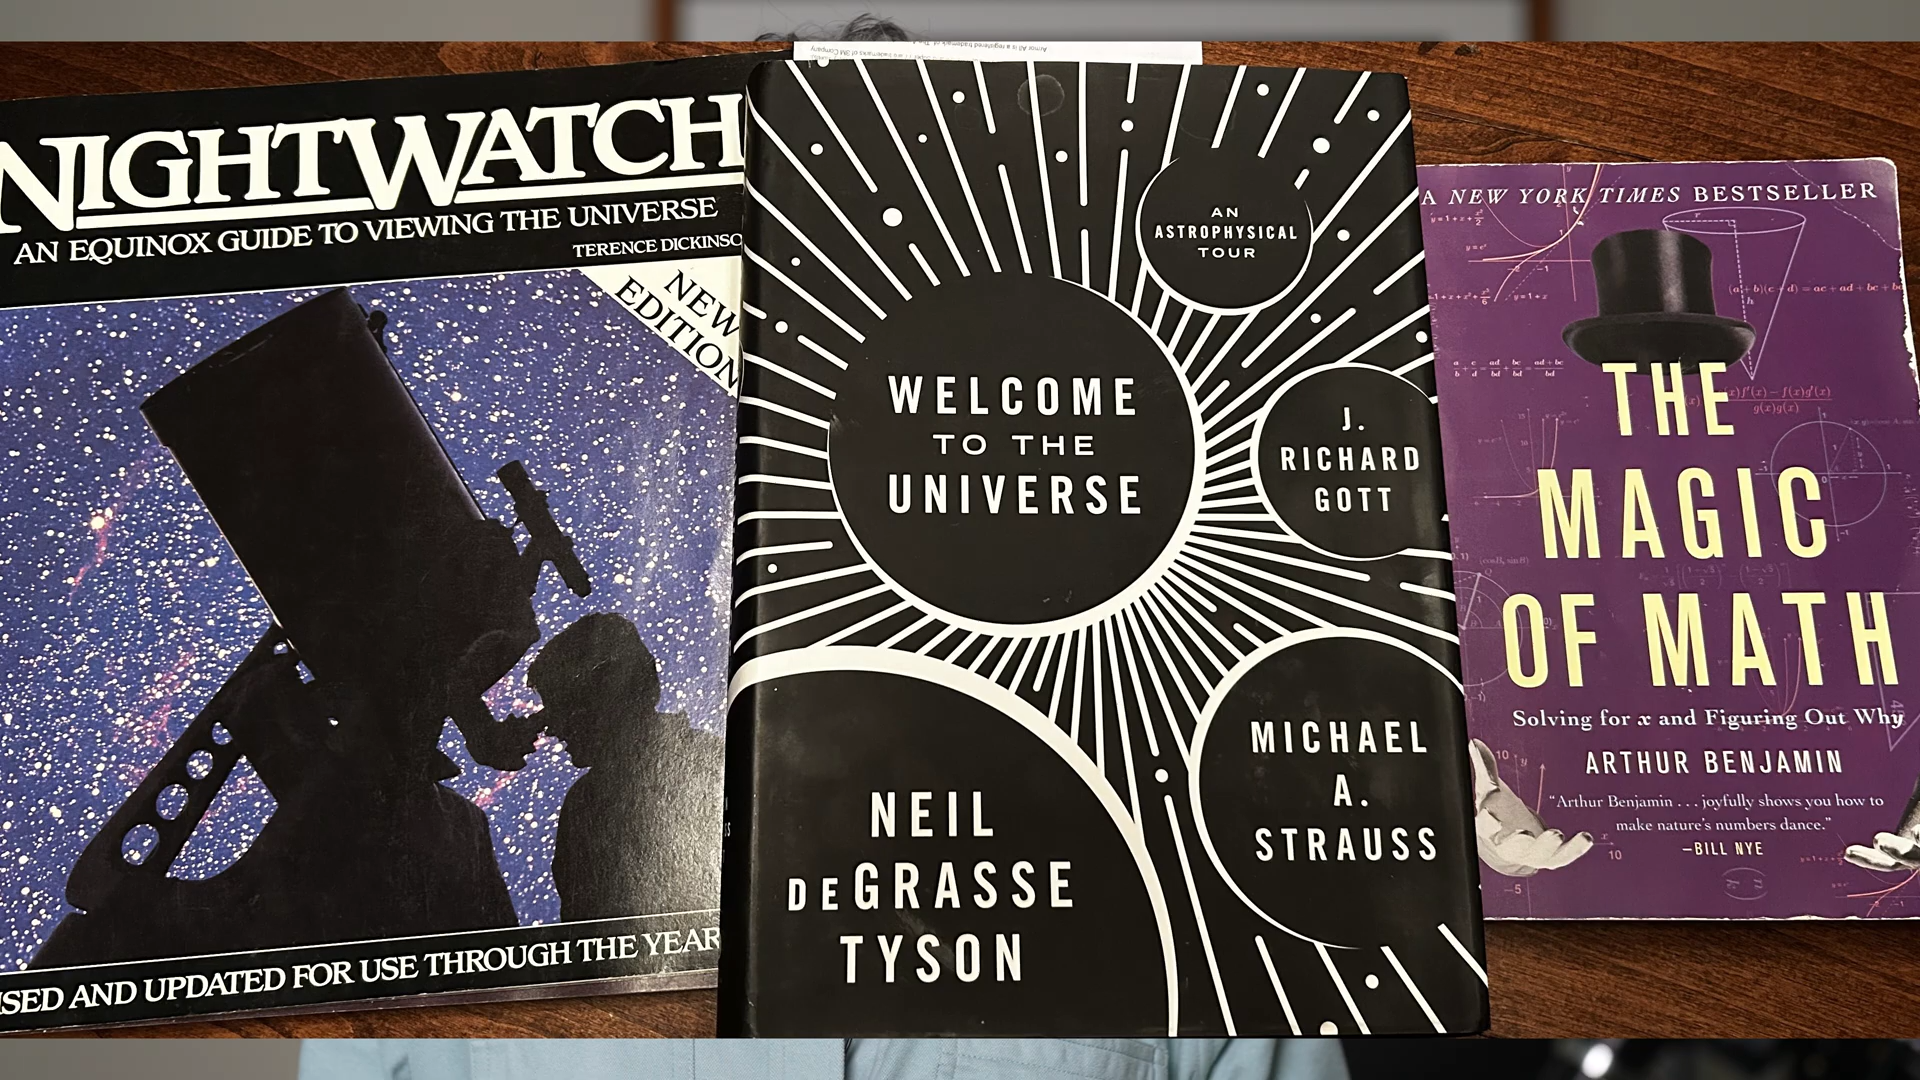 NIGHTWATCH
AN EQUINOX GUIDE TO VIEWING THE UNIVERSE
TERENCE DICKINSO
NEW
EDITION
SED AND UPDATED FOR USE THROUGH THE YEAR
AN
ASTROPHYSICAL
TOUR
WELCOME
TO THE
UNIVERSE
J.
RICHARD
GOTT
MICHAEL
A.
STRAUSS
NEIL
DEGRASSE
TYSON
A NEW YORK TIMES BESTSELLER
THE
MAGIC
OF MATH
Solving for x and Figuring Out Why
ARTHUR BENJAMIN
“Arthur Benjamin . . . joyfully shows you how to
make nature's numbers dance.”
—BILL NYE